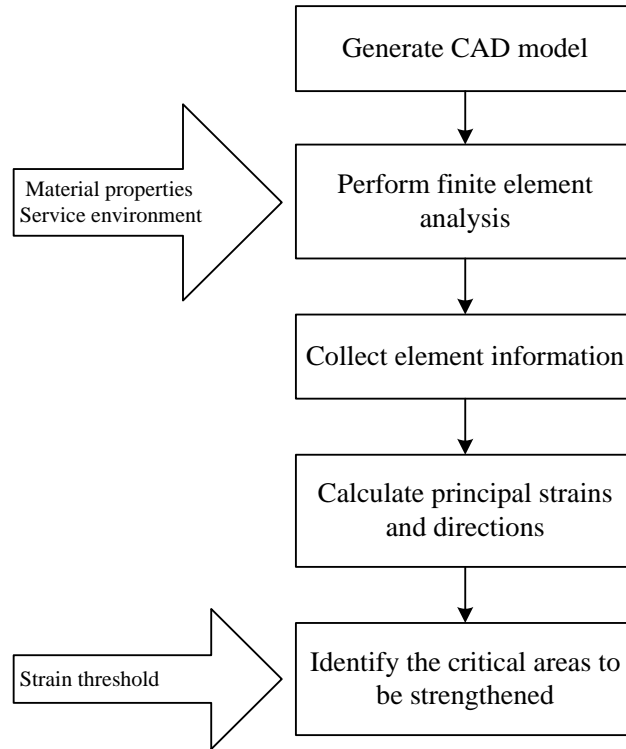 Generate CAD model
Material properties
Service environment
Perform finite element
analysis
Collect element information
Calculate principal strains
and directions
Strain threshold
Identify the critical areas to
be strengthened